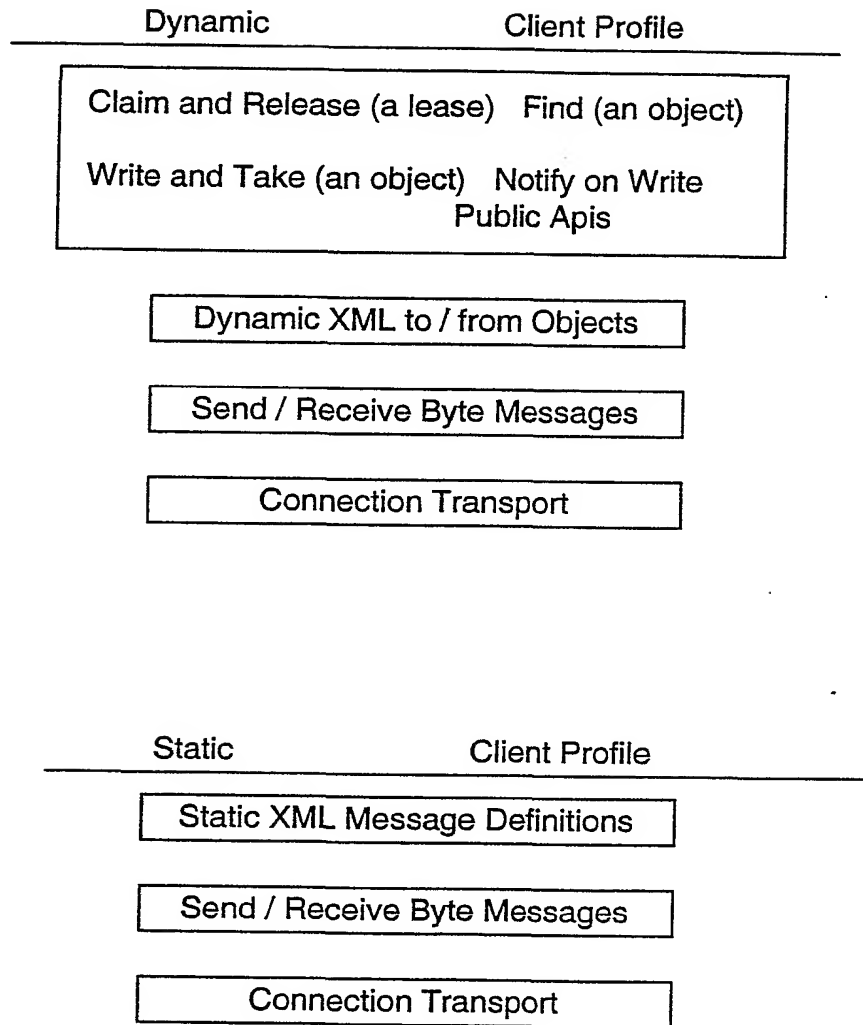 Dynamic Client Profile
Claim and Release (a lease) Find (an object)
Write and Take (an object) Notify on Write
Public Apis
Dynamic XML to / from Objects
Send / Receive Byte Messages
Connection Transport
Static Client Profile
Static XML Message Definitions
Send / Receive Byte Messages
Connection Transport